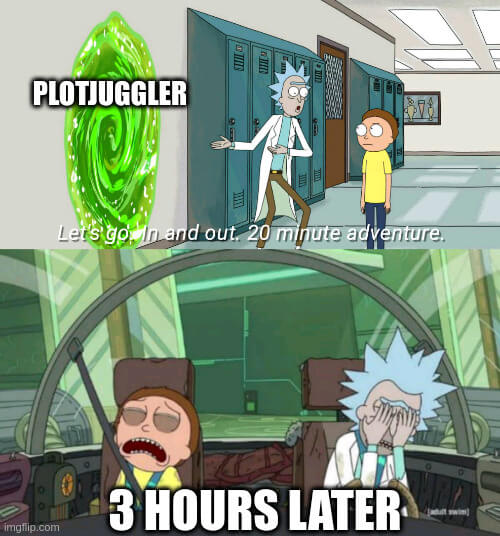 PLOTJUGGLER
Let's go. In and out. 20 minute adventure.
3 HOURS LATER
[adult swim]
imgflip.com